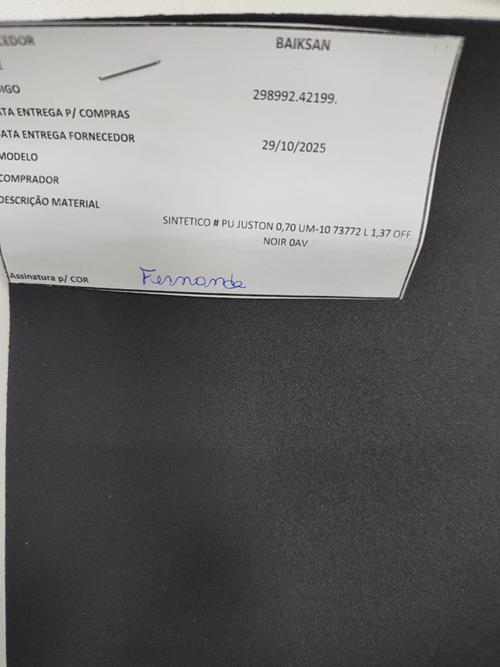 CEDOR BAIKSAN
IGO 298992.42199.
TA ENTREGA P/ COMPRAS
ATA ENTREGA FORNECEDOR 29/10/2025
MODELO
COMPRADOR
DESCRIÇÃO MATERIAL
SINTETICO # PU JUSTON 0,70 UM-10 73772 L 1,37 OFF
NOIR 0AV
Assinatura p/ COR Fernanda